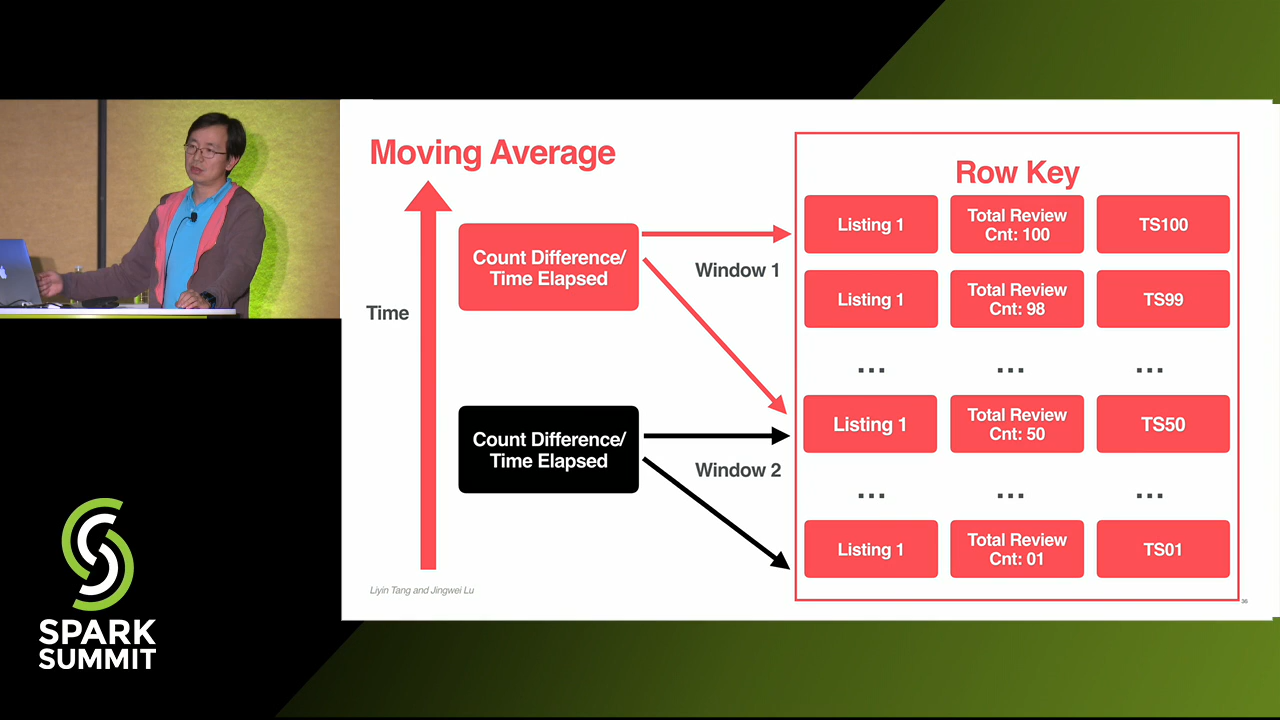 Moving Average
Row Key
Time
Count Difference/
Time Elapsed
Window 1
Count Difference/
Time Elapsed
Window 2
Listing 1
Total Review
Cnt: 100
TS100
Listing 1
Total Review
Cnt: 98
TS99
... ... ...
Listing 1
Total Review
Cnt: 50
TS50
... ... ...
Listing 1
Total Review
Cnt: 01
TS01
Liyin Tang and Jingwei Lu
36
SPARK
SUMMIT